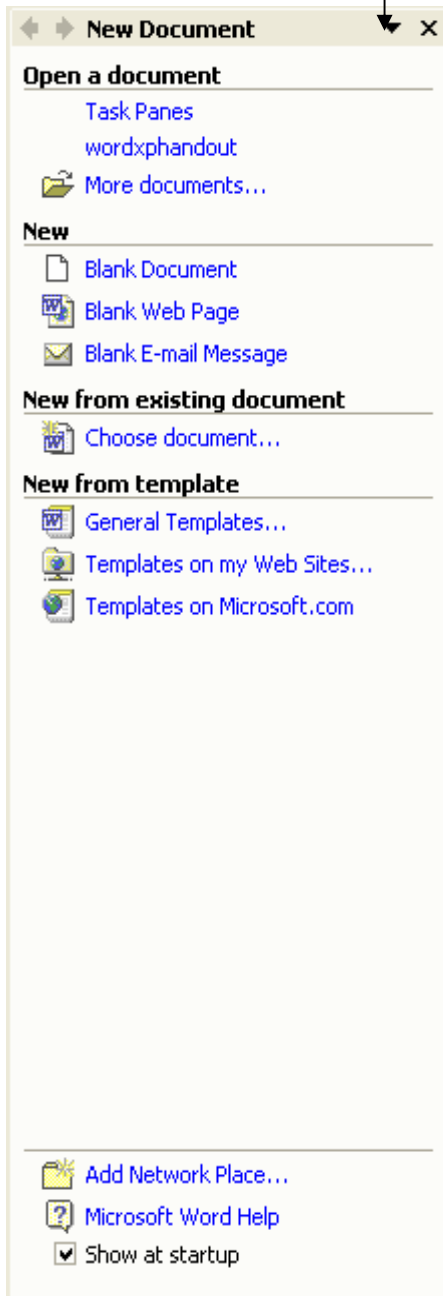 New Document
Open a document
Task Panes
wordxphandout
More documents...
New
Blank Document
Blank Web Page
Blank E-mail Message
New from existing document
Choose document...
New from template
General Templates...
Templates on my Web Sites...
Templates on Microsoft.com
Add Network Place...
Microsoft Word Help
Show at startup